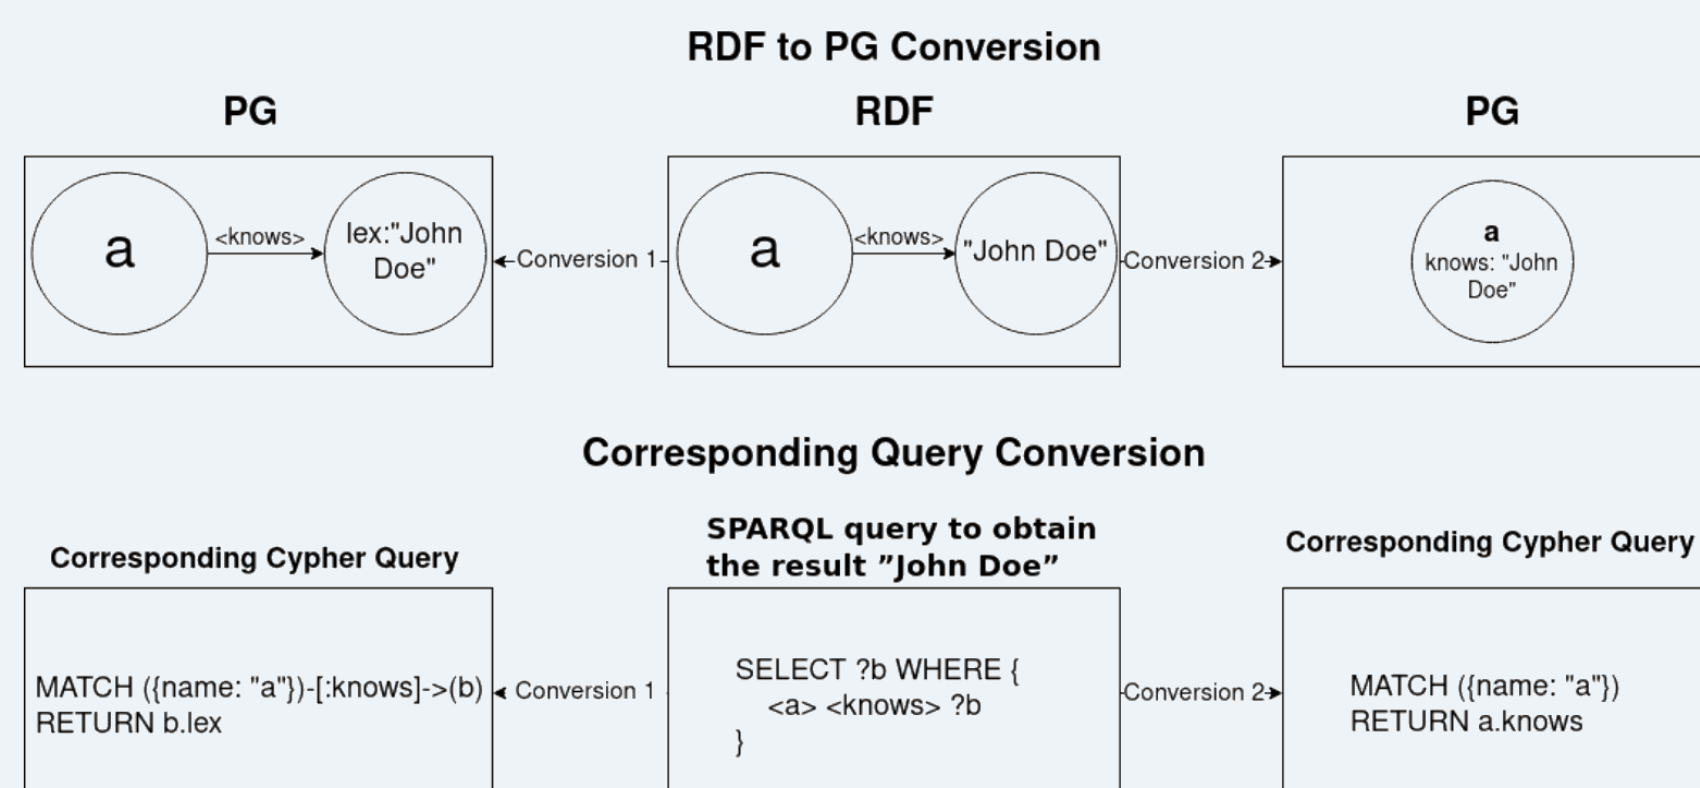 RDF to PG Conversion
PG
RDF
PG
a
<knows>
lex:"John
Doe"
Conversion 1
a
<knows>
"John Doe"
Conversion 2
a
knows: "John
Doe"
Corresponding Query Conversion
Corresponding Cypher Query
SPARQL query to obtain
the result ”John Doe”
Corresponding Cypher Query
MATCH ({name: "a"})-[:knows]->(b)
RETURN b.lex
Conversion 1
SELECT ?b WHERE {
<a> <knows> ?b
}
Conversion 2
MATCH ({name: "a"})
RETURN a.knows